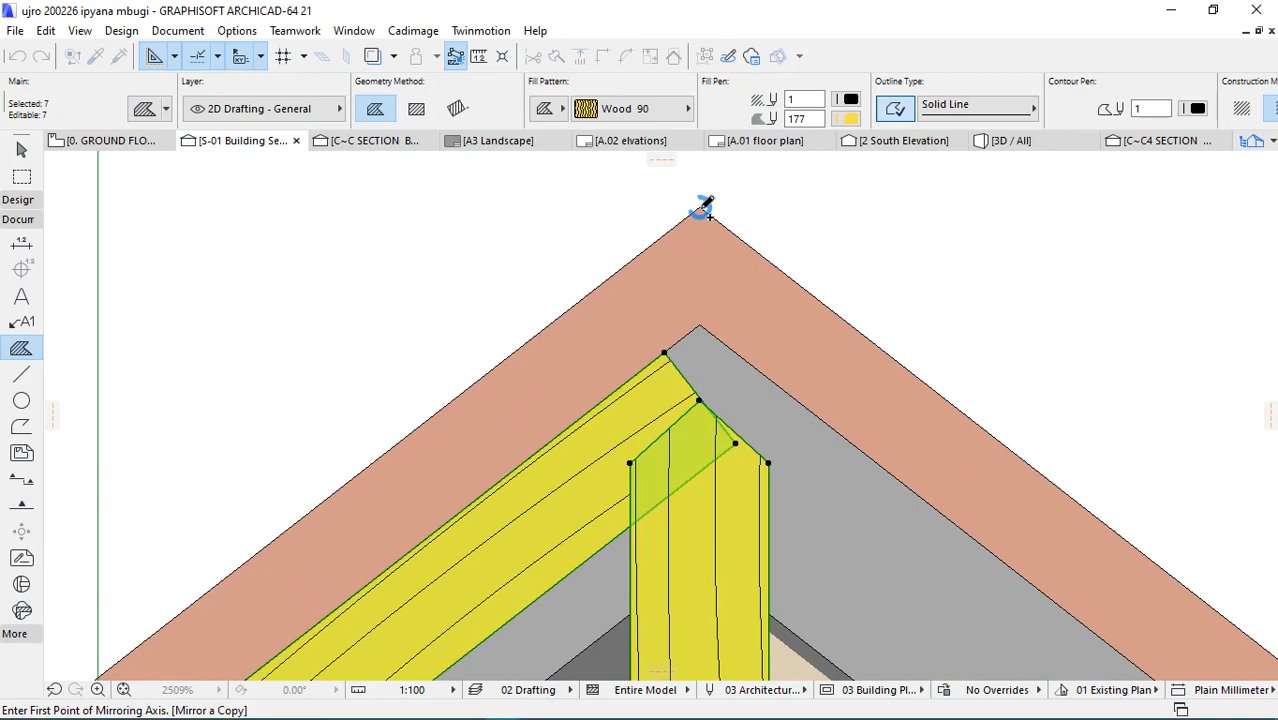 ujro 200226 ipyana mbugi - GRAPHISOFT ARCHICAD-64 21
File Edit View Design Document Options Teamwork Window Cadimage Twinmotion Help
Main:
Selected: 7
Editable: 7
Layer:
2D Drafting - General
Geometry Method:
Fill Pattern:
Wood 90
Fill Pen:
1
177
Outline Type:
Solid Line
Contour Pen:
1
Construction M
[0. GROUND FLO... [S-01 Building Se... [C~C SECTION B... [A3 Landscape] [A.02 elvations] [A.01 floor plan] [2 South Elevation] [3D / All] [C~C4 SECTION ...
Design
Docum
1.2
1.2
A
A1
More
2509% 0.00° 1:100 02 Drafting Entire Model 03 Architectur... 03 Building Pl... No Overrides 01 Existing Plan Plain Millimeter
Enter First Point of Mirroring Axis. [Mirror a Copy]